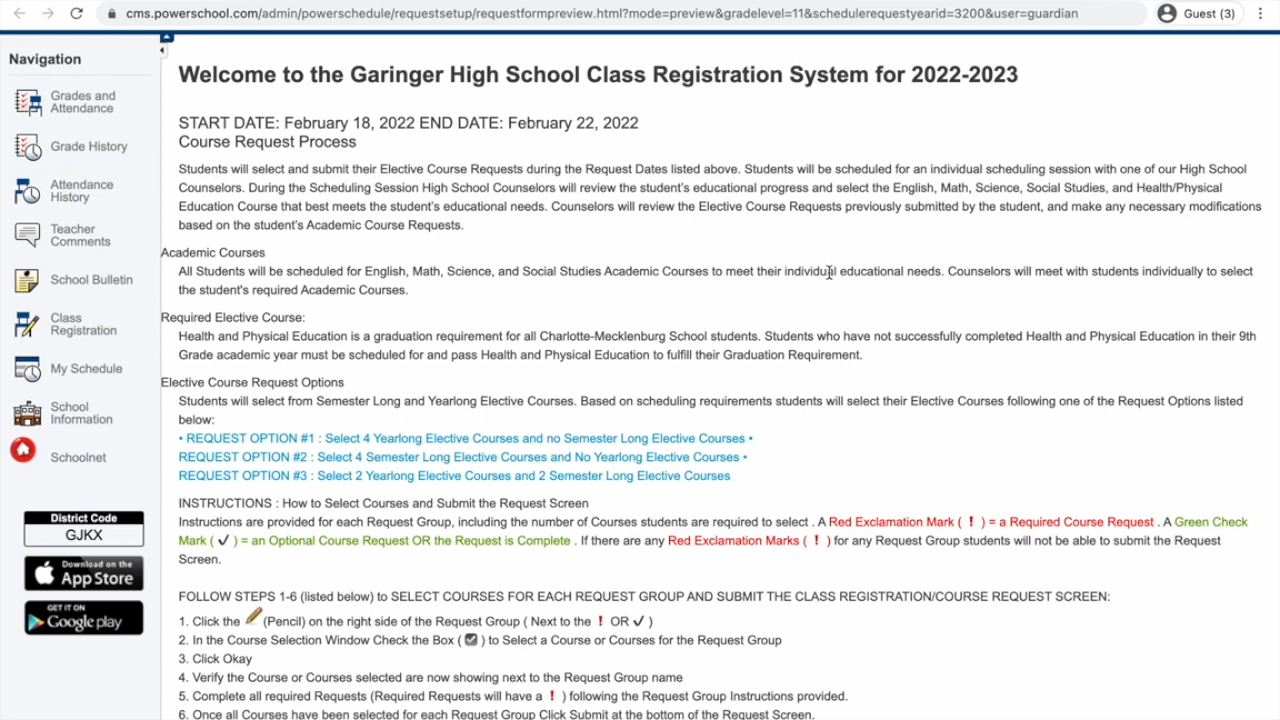 cms.powerschool.com/admin/powerschedule/requestsetup/requestformpreview.html?mode=preview&gradelevel=11&schedulerequestyearid=3200&user=guardian
Guest (3)
Navigation
Grades and
Attendance
Grade History
Attendance
History
Teacher
Comments
School Bulletin
Class
Registration
My Schedule
School
Information
Schoolnet
District Code
GJKX
Download on the
App Store
GET IT ON
Google play
Welcome to the Garinger High School Class Registration System for 2022-2023
START DATE: February 18, 2022 END DATE: February 22, 2022
Course Request Process
Students will select and submit their Elective Course Requests during the Request Dates listed above. Students will be scheduled for an individual scheduling session with one of our High School
Counselors. During the Scheduling Session High School Counselors will review the student's educational progress and select the English, Math, Science, Social Studies, and Health/Physical
Education Course that best meets the student's educational needs. Counselors will review the Elective Course Requests previously submitted by the student, and make any necessary modifications
based on the student's Academic Course Requests.
Academic Courses
All Students will be scheduled for English, Math, Science, and Social Studies Academic Courses to meet their individual educational needs. Counselors will meet with students individually to select
the student's required Academic Courses.
Required Elective Course:
Health and Physical Education is a graduation requirement for all Charlotte-Mecklenburg School students. Students who have not successfully completed Health and Physical Education in their 9th
Grade academic year must be scheduled for and pass Health and Physical Education to fulfill their Graduation Requirement.
Elective Course Request Options
Students will select from Semester Long and Yearlong Elective Courses. Based on scheduling requirements students will select their Elective Courses following one of the Request Options listed
below:
• REQUEST OPTION #1 : Select 4 Yearlong Elective Courses and no Semester Long Elective Courses •
REQUEST OPTION #2 : Select 4 Semester Long Elective Courses and No Yearlong Elective Courses •
REQUEST OPTION #3 : Select 2 Yearlong Elective Courses and 2 Semester Long Elective Courses
INSTRUCTIONS : How to Select Courses and Submit the Request Screen
Instructions are provided for each Request Group, including the number of Courses students are required to select . A Red Exclamation Mark ( ! ) = a Required Course Request . A Green Check
Mark ( ✓ ) = an Optional Course Request OR the Request is Complete . If there are any Red Exclamation Marks ( ! ) for any Request Group students will not be able to submit the Request
Screen.
FOLLOW STEPS 1-6 (listed below) to SELECT COURSES FOR EACH REQUEST GROUP AND SUBMIT THE CLASS REGISTRATION/COURSE REQUEST SCREEN:
1. Click the (Pencil) on the right side of the Request Group ( Next to the ! OR ✓ )
2. In the Course Selection Window Check the Box ( ☑ ) to Select a Course or Courses for the Request Group
3. Click Okay
4. Verify the Course or Courses selected are now showing next to the Request Group name
5. Complete all required Requests (Required Requests will have a ! ) following the Request Group Instructions provided.
6. Once all Courses have been selected for each Request Group Click Submit at the bottom of the Request Screen.